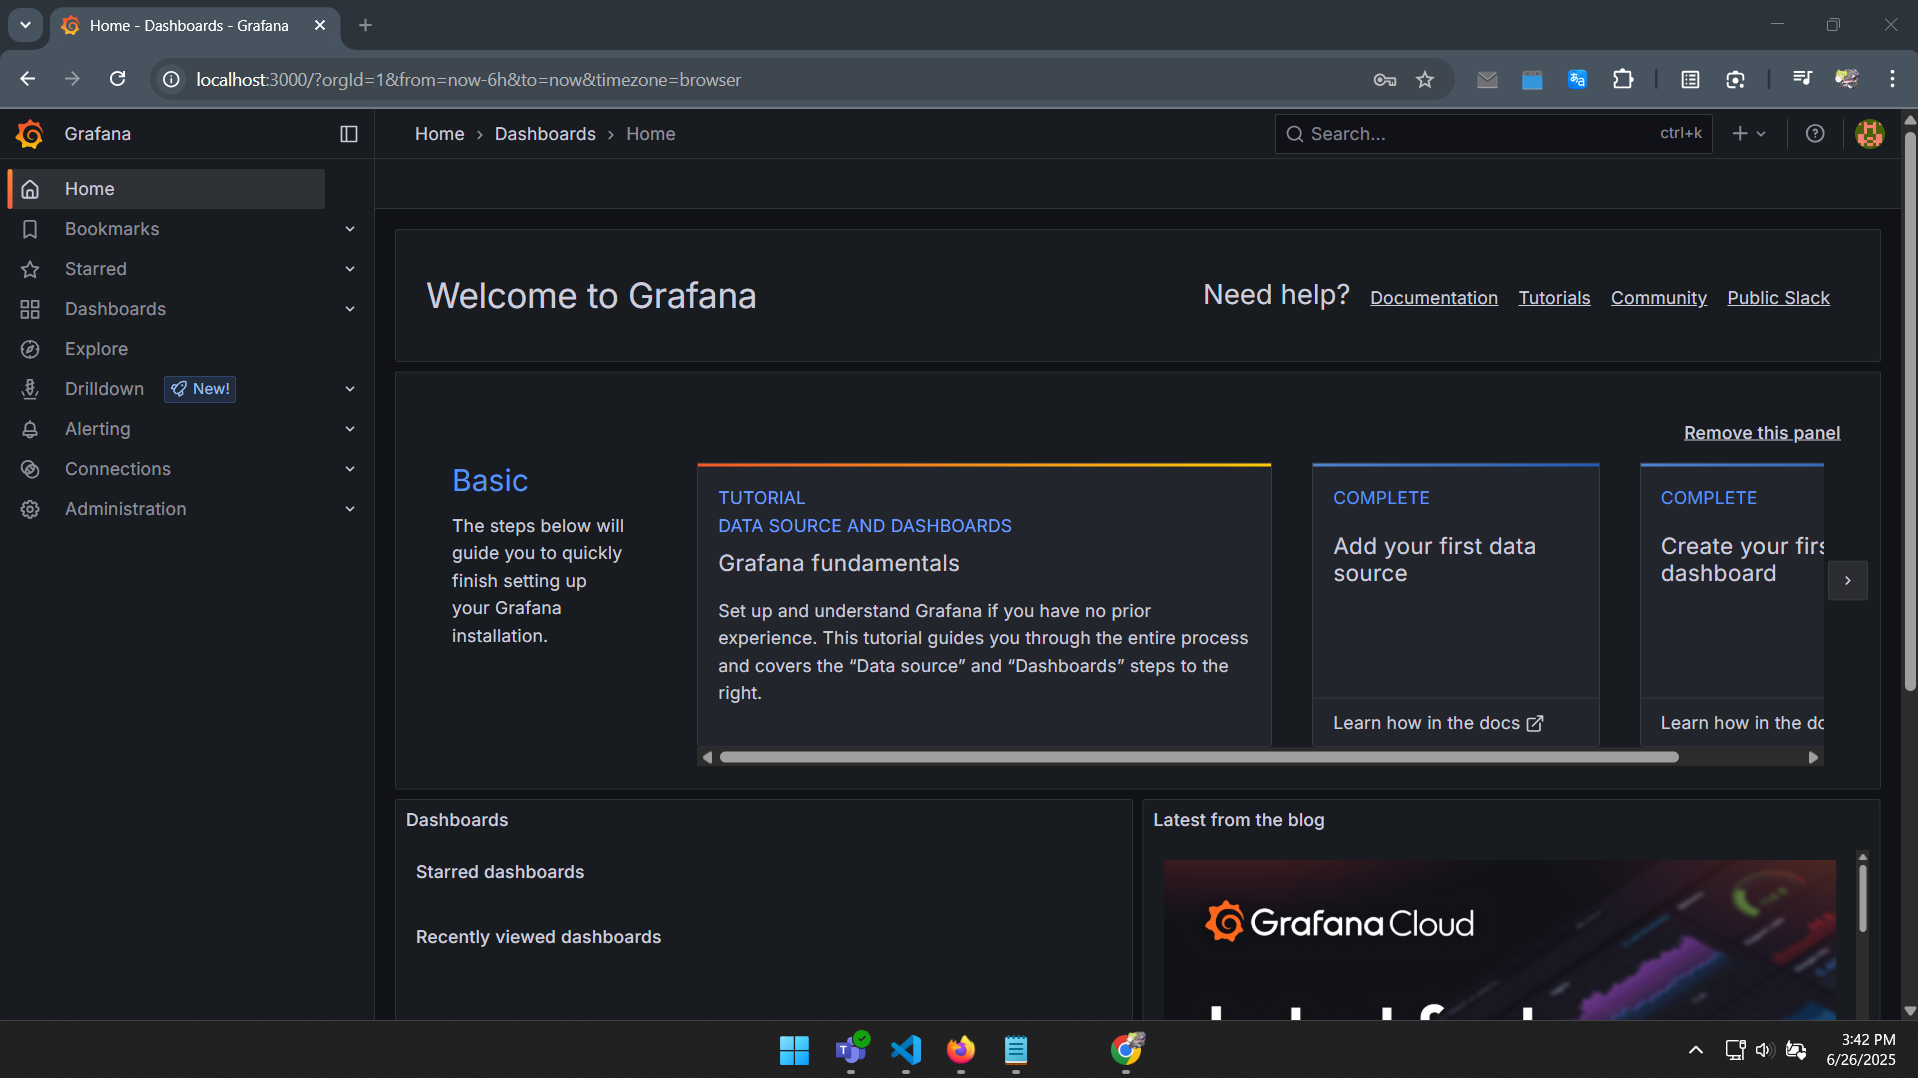 Home - Dashboards - Grafana
localhost:3000/?orgId=1&from=now-6h&to=now&timezone=browser
Grafana
Home › Dashboards › Home
Search...
ctrl+k
Home
Bookmarks
Starred
Dashboards
Explore
Drilldown New!
Alerting
Connections
Administration
Welcome to Grafana
Need help? Documentation Tutorials Community Public Slack
Remove this panel
Basic
The steps below will
guide you to quickly
finish setting up
your Grafana
installation.
TUTORIAL
DATA SOURCE AND DASHBOARDS
Grafana fundamentals
Set up and understand Grafana if you have no prior
experience. This tutorial guides you through the entire process
and covers the “Data source” and “Dashboards” steps to the
right.
COMPLETE
Add your first data
source
Learn how in the docs
COMPLETE
Create your firs
dashboard
Learn how in the do
Dashboards
Starred dashboards
Recently viewed dashboards
Latest from the blog
Grafana Cloud
3:42 PM
6/26/2025